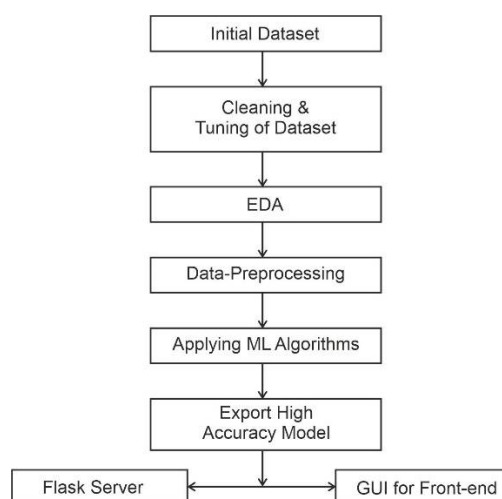 Initial Dataset
Cleaning &
Tuning of Dataset
EDA
Data-Preprocessing
Applying ML Algorithms
Export High
Accuracy Model
Flask Server
GUI for Front-end